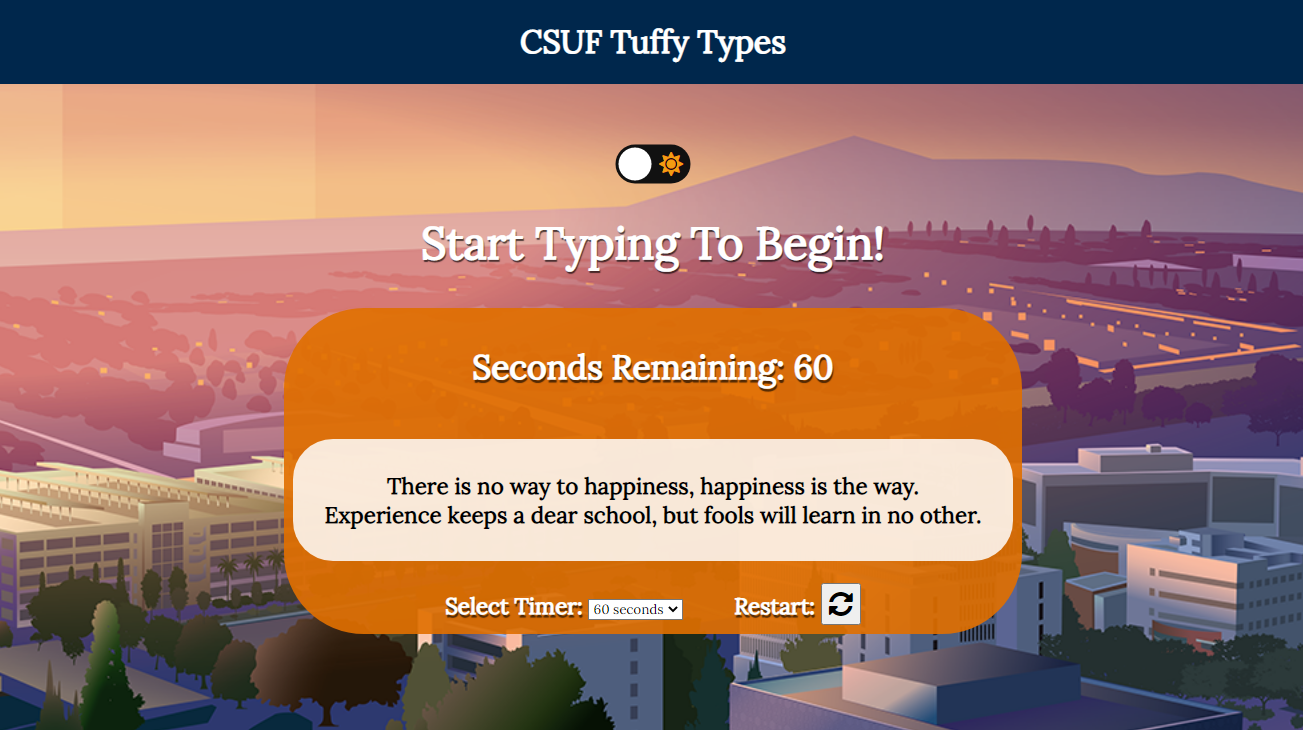 CSUF Tuffy Types
Start Typing To Begin!
Seconds Remaining: 60
There is no way to happiness, happiness is the way.
Experience keeps a dear school, but fools will learn in no other.
Select Timer: 60 seconds Restart: